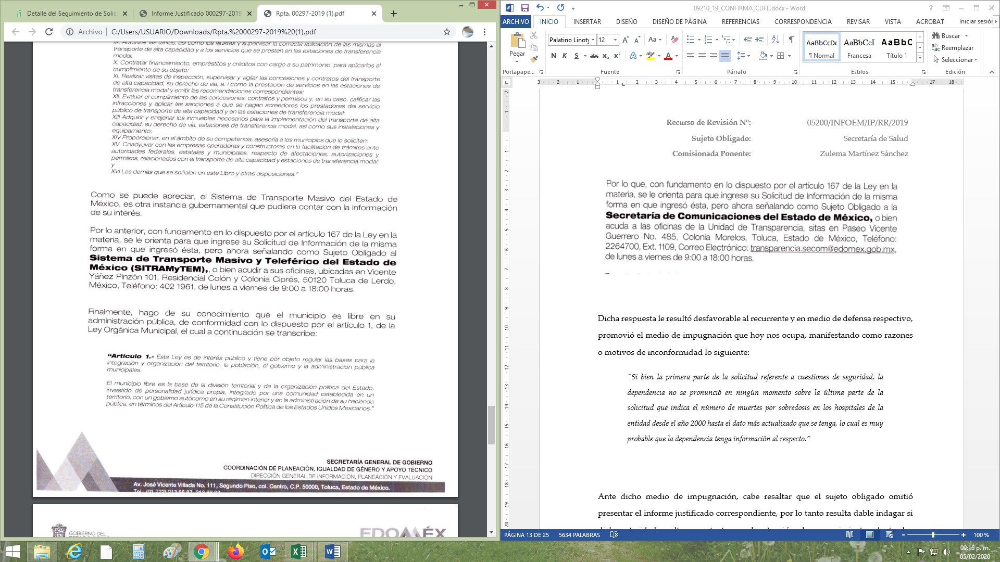 Detalle del Seguimiento de Solici
Informe Justificado 000297-2019
Rpta. 00297-2019 (1).pdf
Archivo
C:/Users/USUARIO/Downloads/Rpta.%2000297-2019%20(1).pdf
IX. Autorizar las tarifas, así como los ajustes y supervisar la correcta aplicación de las mismas al
transporte de alta capacidad y a los servicios que se presten en las estaciones de transferencia
modal;
X. Contratar financiamiento, empréstitos y créditos con cargo a su patrimonio, para aplicarlos al
cumplimiento de su objeto;
XI. Realizar visitas de inspección, supervisar y vigilar las concesiones y contratos del transporte
de alta capacidad, su derecho de vía, a. í como la prestación de servicios en las estaciones de
transferencia modal y emitir las recomendaciones correspondientes;
XII. Evaluar el cumplimiento de las concesiones, contratos y permisos y, en su caso, calificar las
infracciones y aplicar las sanciones a que se hagan acreedores los prestadores del servicio
público de transporte de alta capacidad y en las estaciones de transferencia modal;
XIII Adquirir y enajenar los inmuebles necesarios para la implementación del transporte de alta
capacidad, su derecho de vía, estaciones de transferencia modal, así como sus instalaciones y
equipamiento;
XIV Proporcionar, en el ámbito de su competencia, asesoría a los municipios que lo soliciten;
XV. Coadyuvar con las empresas operadoras y constructoras en la facilitación de trámites ante
autoridades federales, estatales y municipales, respecto de afectaciones, autorizaciones y
permisos, relacionados con el transporte de alta capacidad y estaciones de transferencia modal;
y
XVI Las demás que se señalen en este Libro y otras disposiciones."
Como se puede apreciar, el Sistema de Transporte Masivo del Estado de
México, es otra instancia gubernamental que pudiera contar con la información
de su interés.
Por lo anterior, con fundamento en lo dispuesto por el artículo 167 de la Ley en la
materia, se le orienta para que ingrese su Solicitud de Información de la misma
forma en que ingresó ésta, pero ahora señalando como Sujeto Obligado al
Sistema de Transporte Masivo y Teleférico del Estado de
México (SITRAMyTEM),, o bien acudir a sus oficinas, ubicadas en Vicente
Yáñez Pinzón 101, Residencial Colón y Colonia Ciprés, 50120 Toluca de Lerdo,
México, Teléfono: 402 1961, de lunes a viernes de 9:00 a 18:00 horas.
Finalmente, hago de su conocimiento que el municipio es libre en su
administración pública, de conformidad con lo dispuesto por el artículo 1, de la
Ley Orgánica Municipal, el cual a continuación se transcribe:
"Artículo 1.- Esta Ley es de interés público y tiene por objeto regular las bases para la
integración y organización del territorio, la población, el gobierno y la administración pública
municipales.
El municipio libre es la base de la división territorial y de la organización política del Estado,
investido de personalidad jurídica propia, integrado por una comunidad establecida en un
territorio, con un gobierno autónomo en su régimen interior y en la administración de su hacienda
pública, en términos del Artículo 115 de la Constitución Política de los Estados Unidos Mexicanos."
SECRETARÍA GENERAL DE GOBIERNO
COORDINACIÓN DE PLANEACIÓN, IGUALDAD DE GÉNERO Y APOYO TÉCNICO
DIRECCIÓN GENERAL DE INFORMACIÓN, PLANEACIÓN Y EVALUACIÓN
Av. José Vicente Villada No. 111, Segundo Piso, col. Centro, C.P. 50000, Toluca, Estado de México.
GOBIERNO DEL
EDOMÉX
09210_19_CONFIRMA_CDFE.docx - Word
ARCHIVO INICIO INSERTAR DISEÑO DISEÑO DE PÁGINA REFERENCIAS CORRESPONDENCIA REVISAR VISTA ACROBAT Iniciar sesión
Pegar
Palatino Linoty 12
N K S abc x₂ x²
AaBbCcDc AaBbCcI AaBbC
¶ Normal Francesa Título 1
Buscar
Reemplazar
Seleccionar
Portapape... Fuente Párrafo Estilos Edición
3 2 1 1 2 3 4 5 6 7 8 9 10 11 12 13 14 15 17 18
Recurso de Revisión N°: 05200/INFOEM/IP/RR/2019
Sujeto Obligado: Secretaría de Salud
Comisionada Ponente: Zulema Martínez Sánchez
Por lo que, con fundamento en lo dispuesto por el artículo 167 de la Ley en la
materia, se le orienta para que ingrese su Solicitud de Información de la misma
forma en que ingresó ésta, pero ahora señalando como Sujeto Obligado a la
Secretaría de Comunicaciones del Estado de México, o bien
acuda a las oficinas de la Unidad de Transparencia, sitas en Paseo Vicente
Guerrero No. 485, Colonia Morelos, Toluca, Estado de México, Teléfono:
2264700, Ext. 1109, Correo Electrónico: transparencia.secom@edomex.gob.mx,
de lunes a viernes de 9:00 a 18:00 horas.
Dicha respuesta le resultó desfavorable al recurrente y en medio de defensa respectivo,
promovió el medio de impugnación que hoy nos ocupa, manifestando como razones
o motivos de inconformidad lo siguiente:
"Si bien la primera parte de la solicitud referente a cuestiones de seguridad, la
dependencia no se pronunció en ningún momento sobre la última parte de la
solicitud que indica el número de muertes por sobredosis en los hospitales de la
entidad desde el año 2000 hasta el dato más actualizado que se tenga, lo cual es muy
probable que la dependencia tenga información al respecto."
Ante dicho medio de impugnación, cabe resaltar que el sujeto obligado omitió
presentar el informe justificado correspondiente, por lo tanto resulta dable indagar si
PÁGINA 13 DE 25 5634 PALABRAS 100 %
09:16 p. m.
05/02/2020